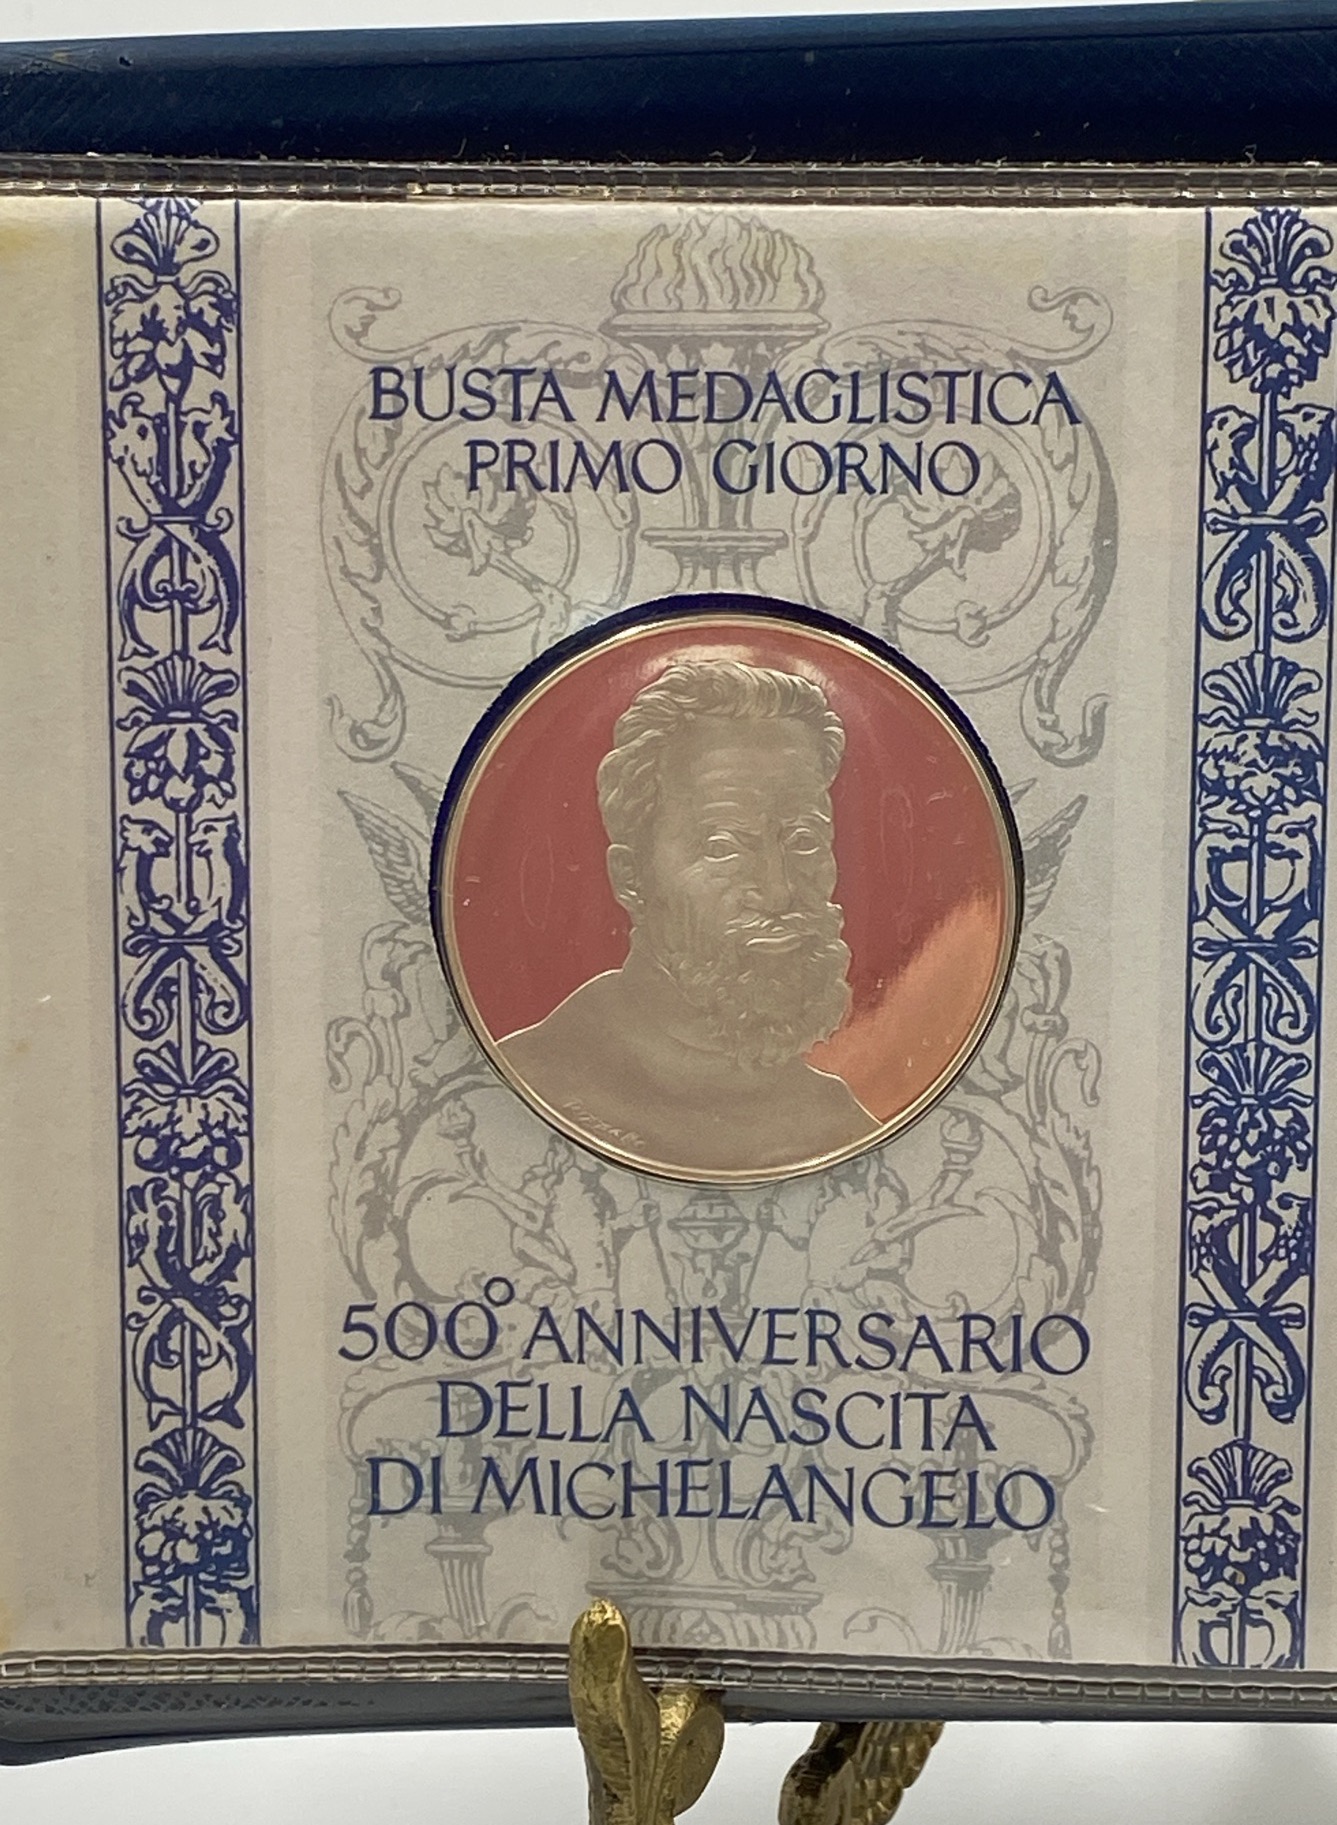 BUSTA MEDAGLISTICA
PRIMO GIORNO
500° ANNIVERSARIO
DELLA NASCITA
DI MICHELANGELO